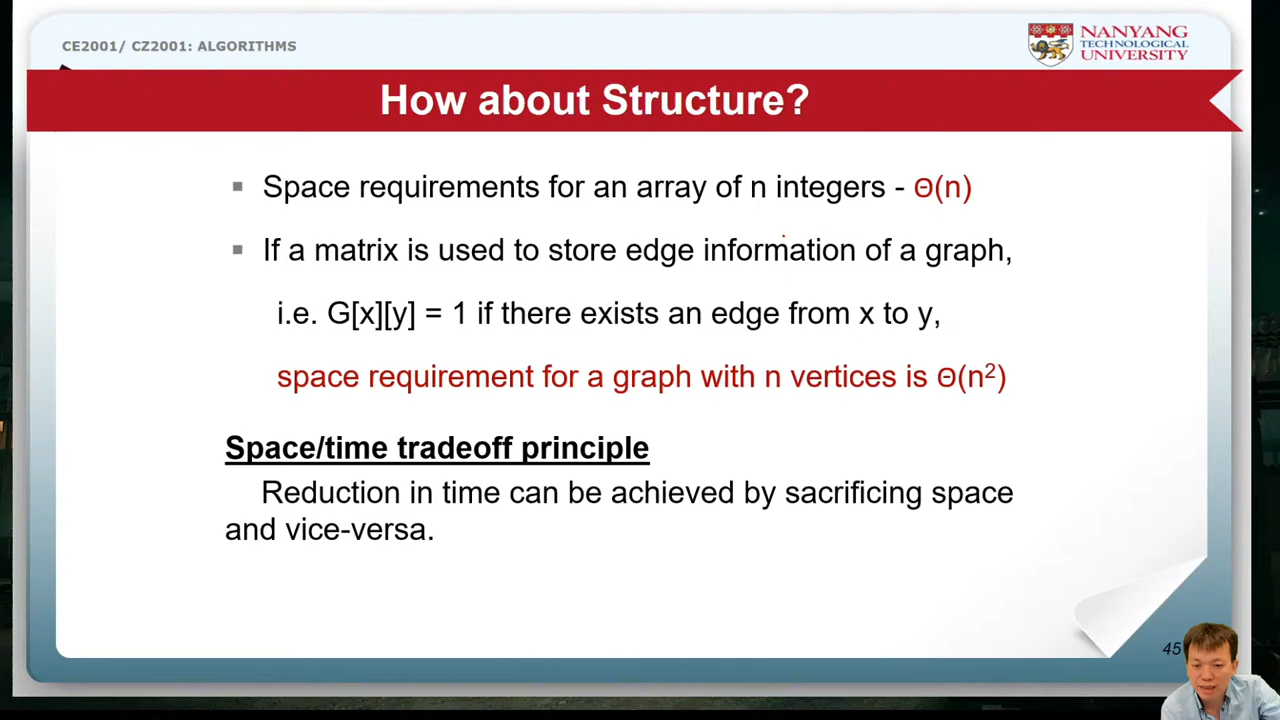 CE2001/ CZ2001: ALGORITHMS
NANYANG
TECHNOLOGICAL
UNIVERSITY
How about Structure?
▪ Space requirements for an array of n integers - Θ(n)
▪ If a matrix is used to store edge information of a graph,
i.e. G[x][y] = 1 if there exists an edge from x to y,
space requirement for a graph with n vertices is Θ(n²)
Space/time tradeoff principle
Reduction in time can be achieved by sacrificing space
and vice-versa.
45